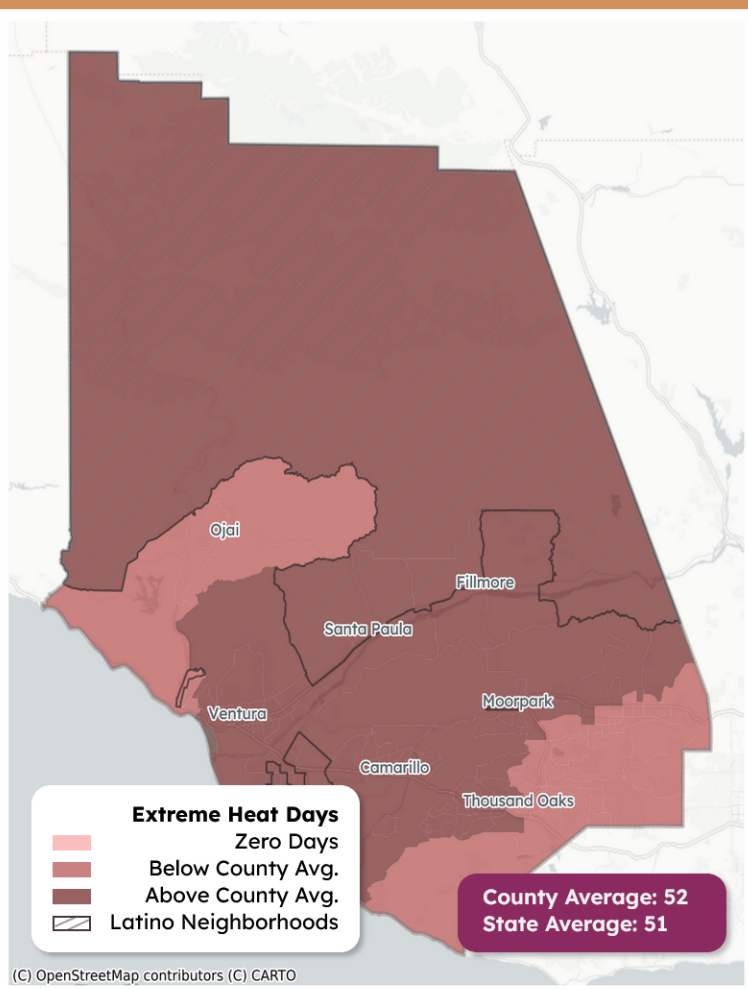 Ojai
Fillmore
Santa Paula
Moorpark
Ventura
Camarillo
Thousand Oaks
Extreme Heat Days
Zero Days
Below County Avg.
Above County Avg.
Latino Neighborhoods
County Average: 52
State Average: 51
(C) OpenStreetMap contributors (C) CARTO